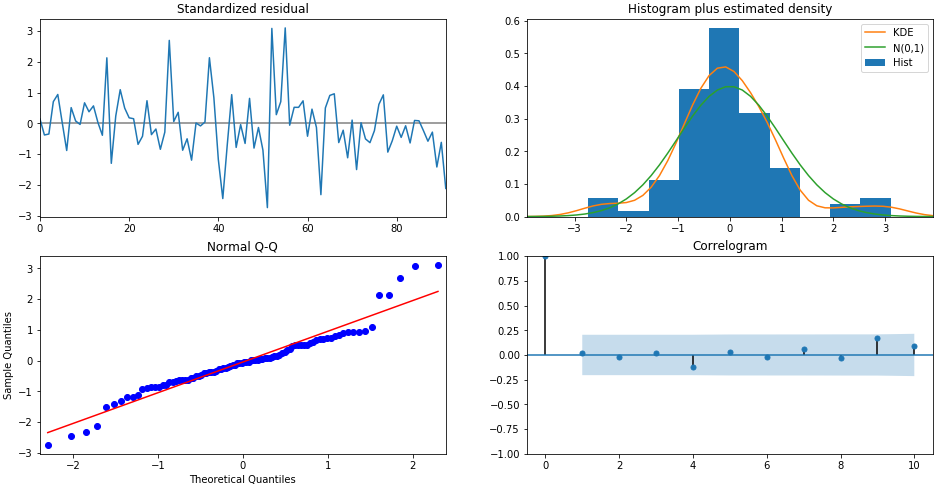 Standardized residual
3
2
1
0
−1
−2
−3
0 20 40 60 80
Histogram plus estimated density
0.6
0.5
0.4
0.3
0.2
0.1
0.0
−3 −2 −1 0 1 2 3
KDE
N(0,1)
Hist
Normal Q-Q
Sample Quantiles
3
2
1
0
−1
−2
−3
−2 −1 0 1 2
Theoretical Quantiles
Correlogram
1.00
0.75
0.50
0.25
0.00
−0.25
−0.50
−0.75
−1.00
0 2 4 6 8 10